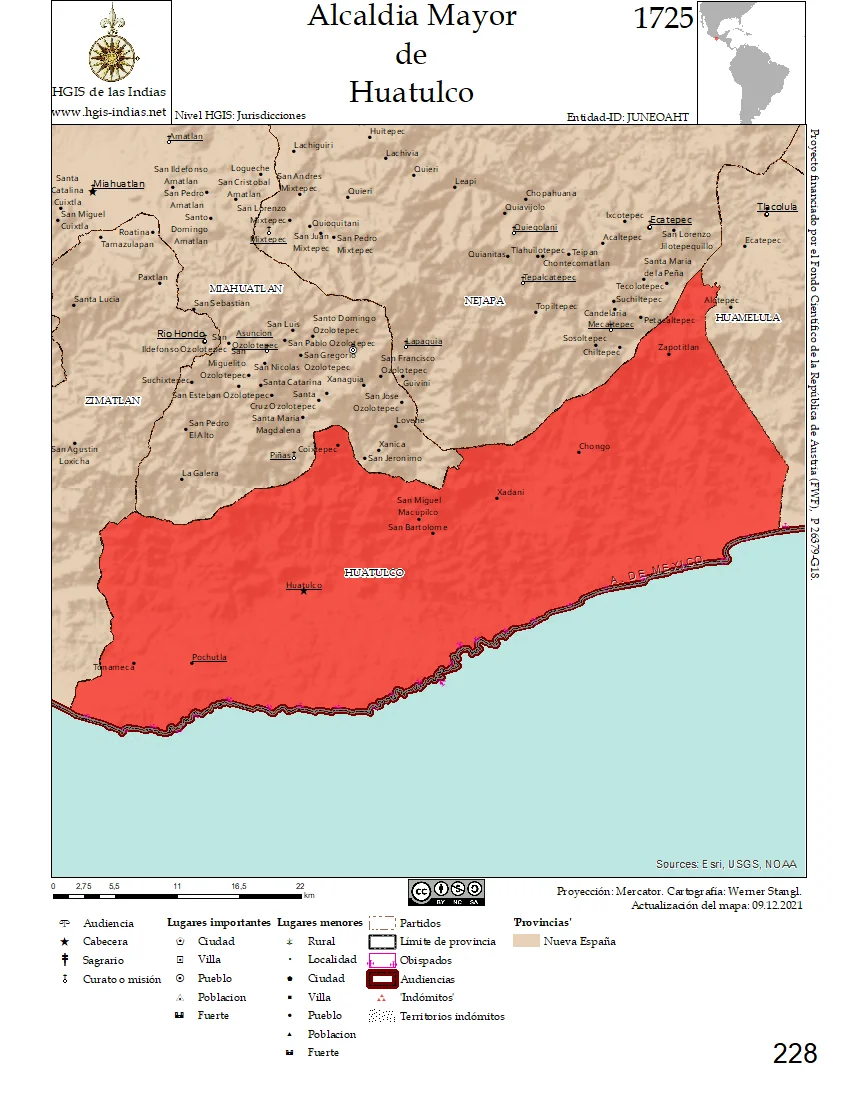 Alcaldia Mayor
de
Huatulco
1725
HGIS de las Indias
www.hgis-indias.net
Nivel HGIS: Jurisdicciones
Entidad-ID: JUNEOAHT
Proyecto financiado por el Fondo Científico de la República de Austria (FWF), P 26379-G18.
Amatlan
Huitepec
Lachiguiri
Lachivia
Quieri
Leapi
Santa
Catalina
Cuixtla
Miahuatlan
San Miguel
Cuixtla
San Ildefonso
Amatlan
San Pedro
Amatlan
Santo
Domingo
Amatlan
Logueche
San Cristobal
Amatlan
San Andres
Mixtepec
San Lorenzo
Mixtepec
Mixtepec
Quieri
Quioquitani
San Juan
Mixtepec
San Pedro
Mixtepec
Roatina
Tamazulapan
Chopahuana
Quiavijolo
Quiegolani
Quianitas
Tlahuilotepec
Teipan
Chontecomatlan
Tepalcatepec
Topiltepec
Ixcotepec
Ecatepec
Acaltepec
San Lorenzo
Jilotepequillo
Tlacolula
Ecatepec
Santa Maria
de la Peña
Tecolotepec
Suchiltepec
Candelaria
Mecaltepec
Petacaltepec
Sosoltepec
Chiltepec
Zapotitlan
Alotepec
HUAMELULA
NEJAPA
MIAHUATLAN
ZIMATLAN
Paxtlan
Santa Lucia
San Sebastian
Rio Hondo
San
Ildefonso Ozolotepec
Asuncion
Ozolotepec
San Luis
Santo Domingo
Ozolotepec
San Pablo Ozolotepec
San Gregorio
Ozolotepec
San
Miguelito
Ozolotepec
San Nicolas
Lapaguia
San Francisco
Ozolotepec
Suchixtepec
San Esteban Ozolotepec
Santa Catarina
Xanaguia
Guivini
Santa
Cruz Ozolotepec
San Jose
Ozolotepec
Santa Maria
Magdalena
San Pedro
El Alto
Lovene
San Agustin
Loxicha
La Galera
Piñas
Coixtepec
Xanica
San Jeronimo
Chongo
Xadani
San Miguel
Macupilco
San Bartolome
HUATULCO
Huatulco
A. DE MEXICO
Pochutla
Tonameca
Sources: Esri, USGS, NOAA
0 2,75 5,5 11 16,5 22
km
CC BY NC SA
Proyección: Mercator. Cartografía: Werner Stangl.
Actualización del mapa: 09.12.2021
Audiencia
Cabecera
Sagrario
Curato o misión
Lugares importantes
Ciudad
Villa
Pueblo
Poblacion
Fuerte
Lugares menores
Rural
Localidad
Ciudad
Villa
Pueblo
Poblacion
Fuerte
Partidos
Límite de provincia
Obispados
Audiencias
'Indómitos'
Territorios indómitos
'Provincias'
Nueva España
228